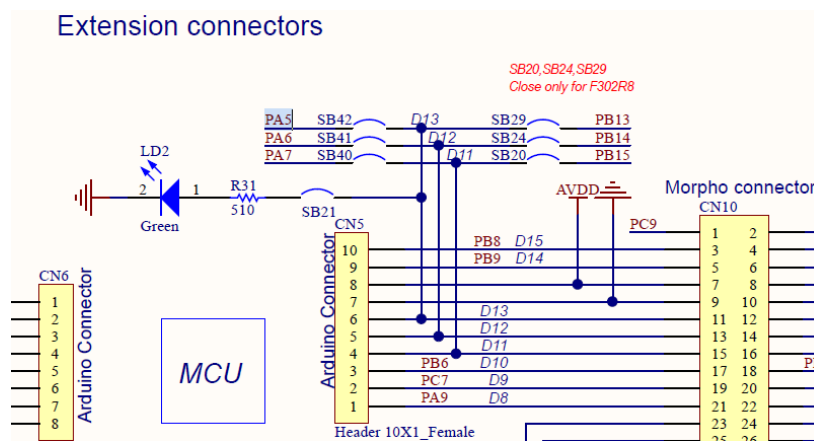 Extension connectors
SB20,SB24,SB29
Close only for F302R8
PA5 SB42 D13 SB29 PB13
PA6 SB41 D12 SB24 PB14
PA7 SB40 D11 SB20 PB15
LD2
2 1 R31 AVDD Morpho connector
510 SB21
Green CN5 CN10
PC9 1 2
10 PB8 D15 3 4
9 PB9 D14 5 6
CN6 8 7 8
1 7 9 10
2 6 D13 11 12
3 5 D12 13 14
4 4 D11 15 16
5 3 PB6 D10 17 18
6 2 PC7 D9 19 20
7 1 PA9 D8 21 22
8 23 24
25 26
Arduino Connector
MCU
Arduino Connector
Header 10X1_Female